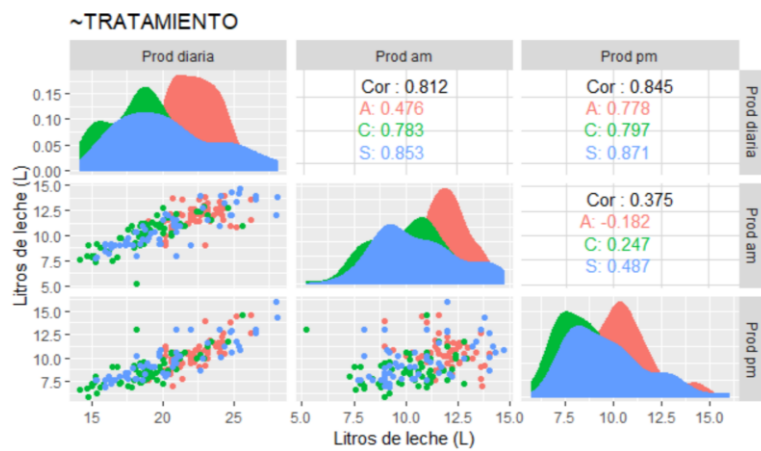 ~TRATAMIENTO
Prod diaria Prod am Prod pm
0.15
0.10
0.05
0.00
Cor : 0.812
A: 0.476
C: 0.783
S: 0.853
Cor : 0.845
A: 0.778
C: 0.797
S: 0.871
Prod diaria
Litros de leche (L)
15.0
12.5
10.0
7.5
5.0
Cor : 0.375
A: -0.182
C: 0.247
S: 0.487
Prod am
15.0
12.5
10.0
7.5
Prod pm
15 20 25 5.0 7.5 10.0 12.5 15.0 7.5 10.0 12.5 15.0
Litros de leche (L)